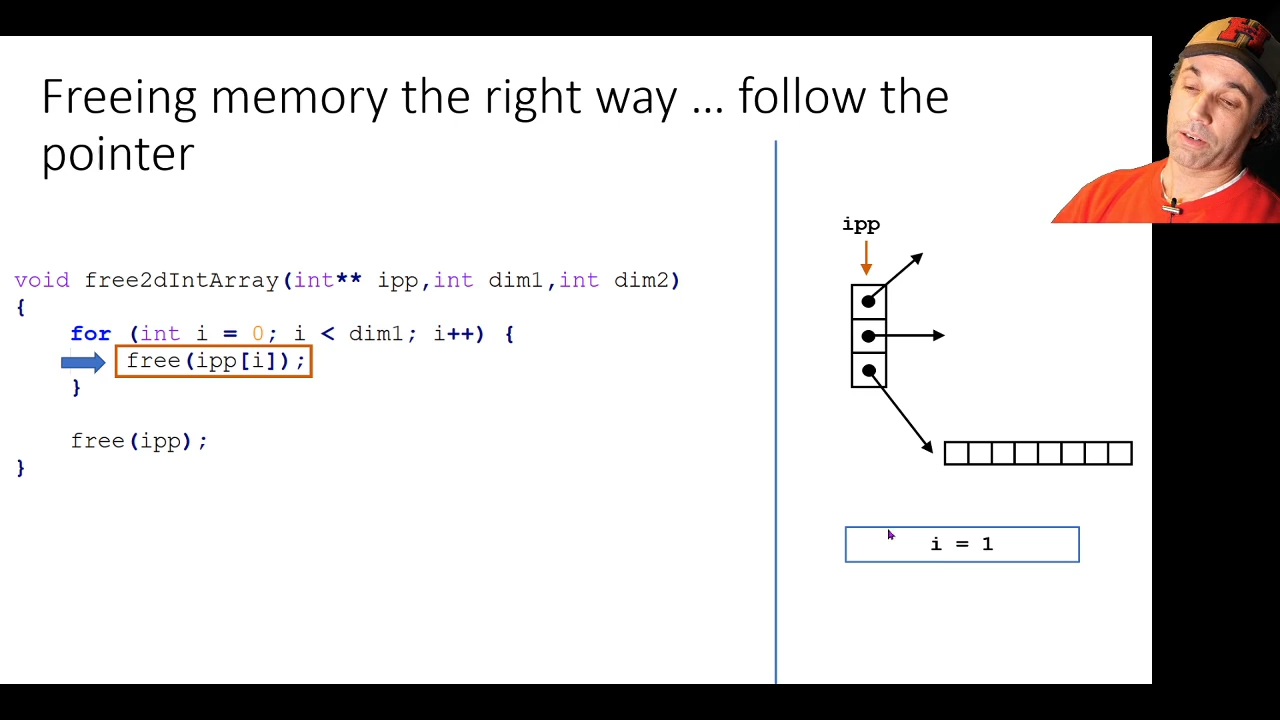 Freeing memory the right way … follow the
pointer
ipp
void free2dIntArray(int** ipp,int dim1,int dim2)
{
for (int i = 0; i < dim1; i++) {
free(ipp[i]);
}
free(ipp);
}
i = 1